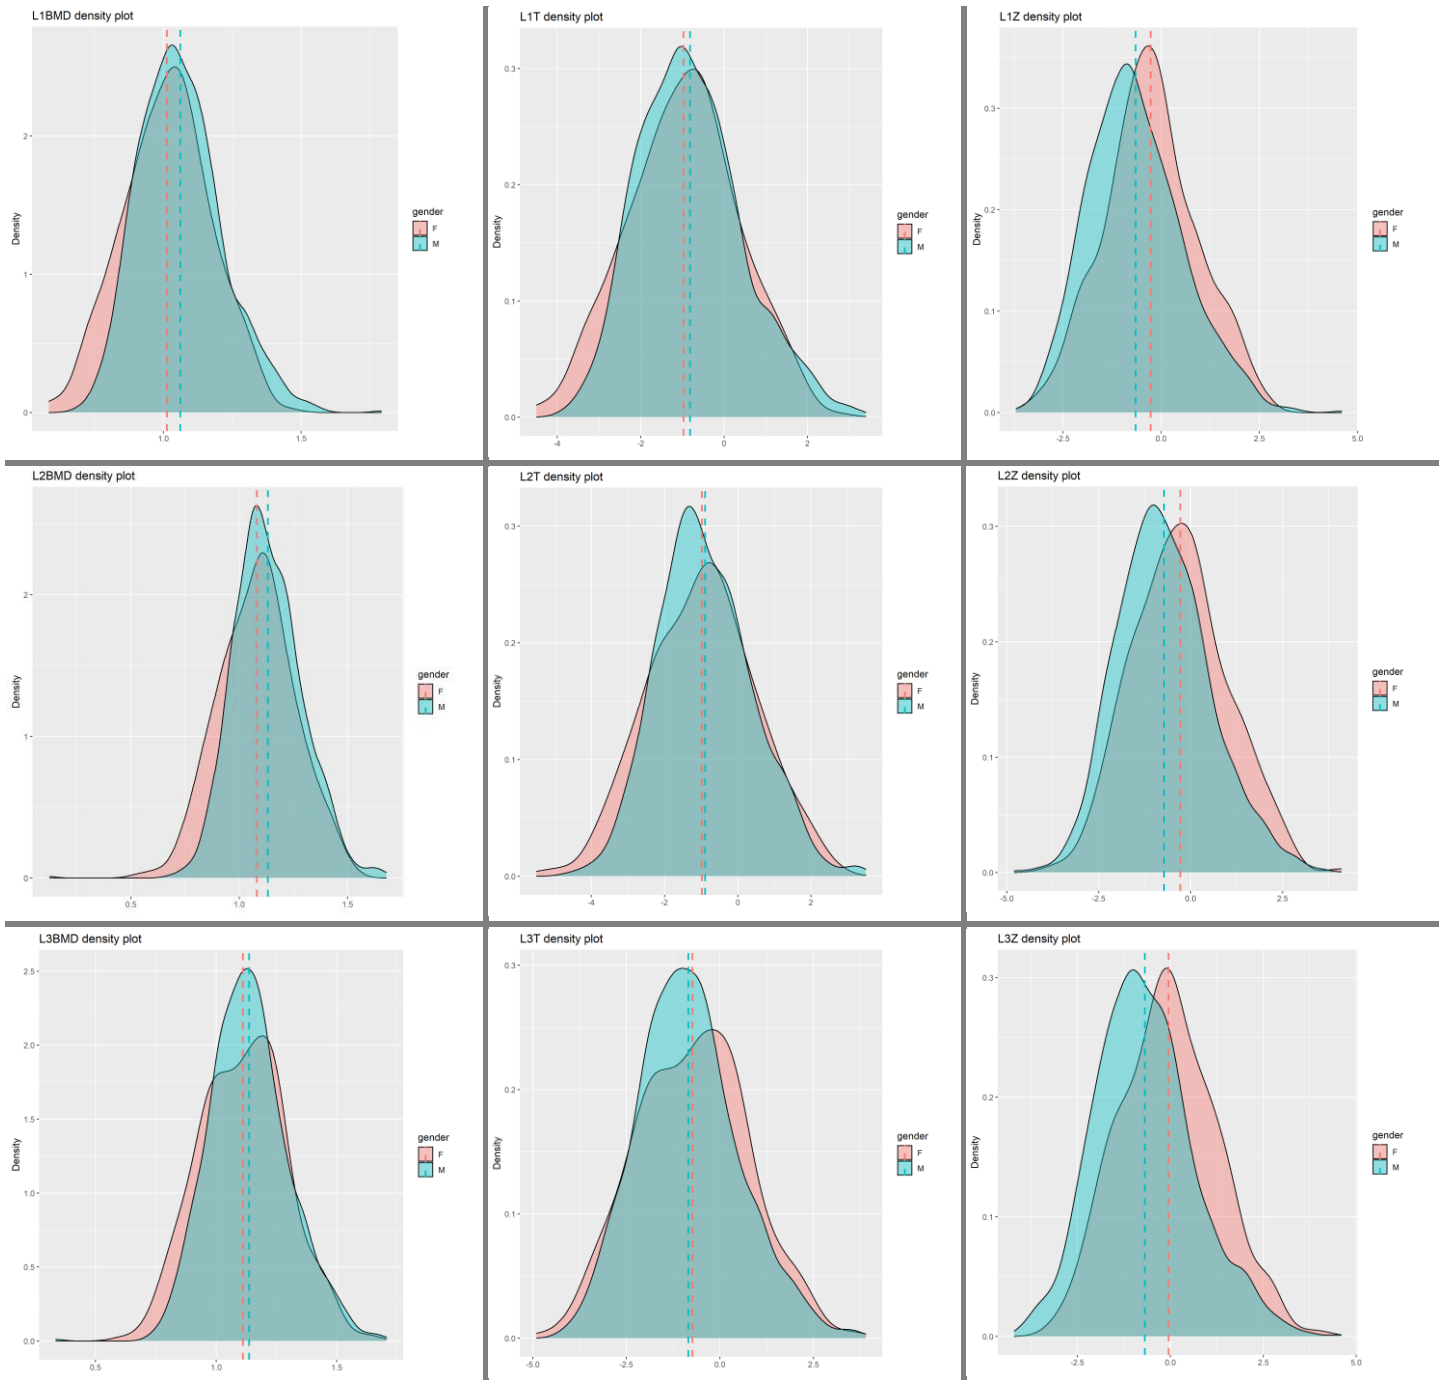 L1BMD density plot
Density
2
1
0
1.0
1.5
gender
F
M
L1T density plot
Density
0.3
0.2
0.1
0.0
-4
-2
0
2
gender
F
M
L1Z density plot
Density
0.3
0.2
0.1
0.0
-2.5
0.0
2.5
5.0
gender
F
M
L2BMD density plot
Density
2
1
0
0.5
1.0
1.5
gender
F
M
L2T density plot
Density
0.3
0.2
0.1
0.0
-4
-2
0
2
gender
F
M
L2Z density plot
Density
0.3
0.2
0.1
0.0
-5.0
-2.5
0.0
2.5
gender
F
M
L3BMD density plot
Density
2.5
2.0
1.5
1.0
0.5
0.0
0.5
1.0
1.5
gender
F
M
L3T density plot
Density
0.3
0.2
0.1
0.0
-5.0
-2.5
0.0
2.5
gender
F
M
L3Z density plot
Density
0.3
0.2
0.1
0.0
-2.5
0.0
2.5
5.0
gender
F
M